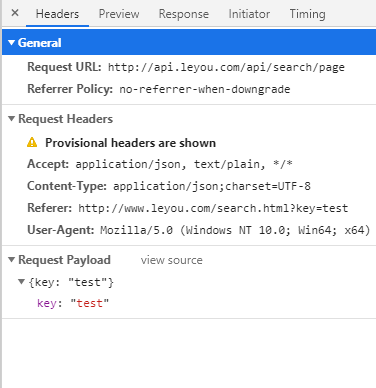 × Headers Preview Response Initiator Timing
▼ General
Request URL: http://api.leyou.com/api/search/page
Referrer Policy: no-referrer-when-downgrade
▼ Request Headers
⚠ Provisional headers are shown
Accept: application/json, text/plain, */*
Content-Type: application/json;charset=UTF-8
Referer: http://www.leyou.com/search.html?key=test
User-Agent: Mozilla/5.0 (Windows NT 10.0; Win64; x64)
▼ Request Payload view source
▼ {key: "test"}
key: "test"